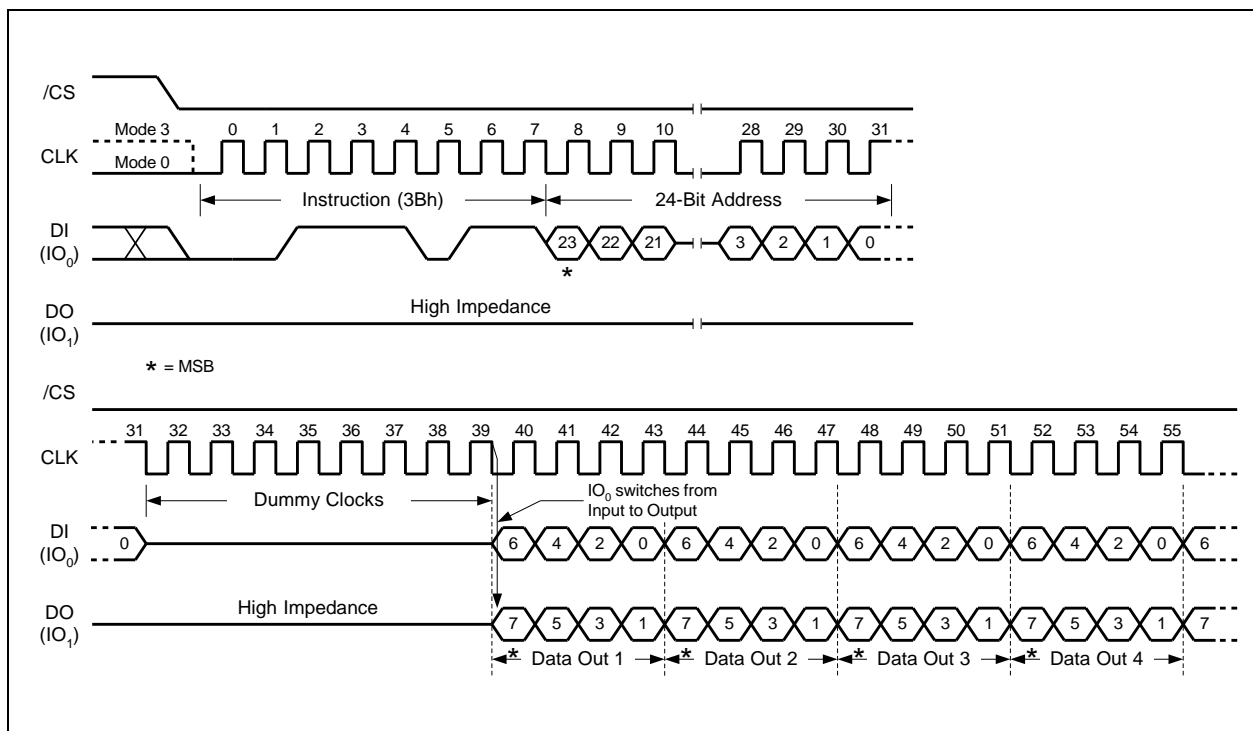 /CS
Mode 3 0 1 2 3 4 5 6 7 8 9 10 28 29 30 31
CLK
Mode 0
Instruction (3Bh) 24-Bit Address
DI
(IO0) 23 22 21 3 2 1 0
*
High Impedance
DO
(IO1)
* = MSB
/CS
31 32 33 34 35 36 37 38 39 40 41 42 43 44 45 46 47 48 49 50 51 52 53 54 55
CLK
Dummy Clocks
IO0 switches from
Input to Output
DI
(IO0) 0 6 4 2 0 6 4 2 0 6 4 2 0 6 4 2 0 6
High Impedance
DO
(IO1) 7 5 3 1 7 5 3 1 7 5 3 1 7 5 3 1 7
* Data Out 1 * Data Out 2 * Data Out 3 * Data Out 4